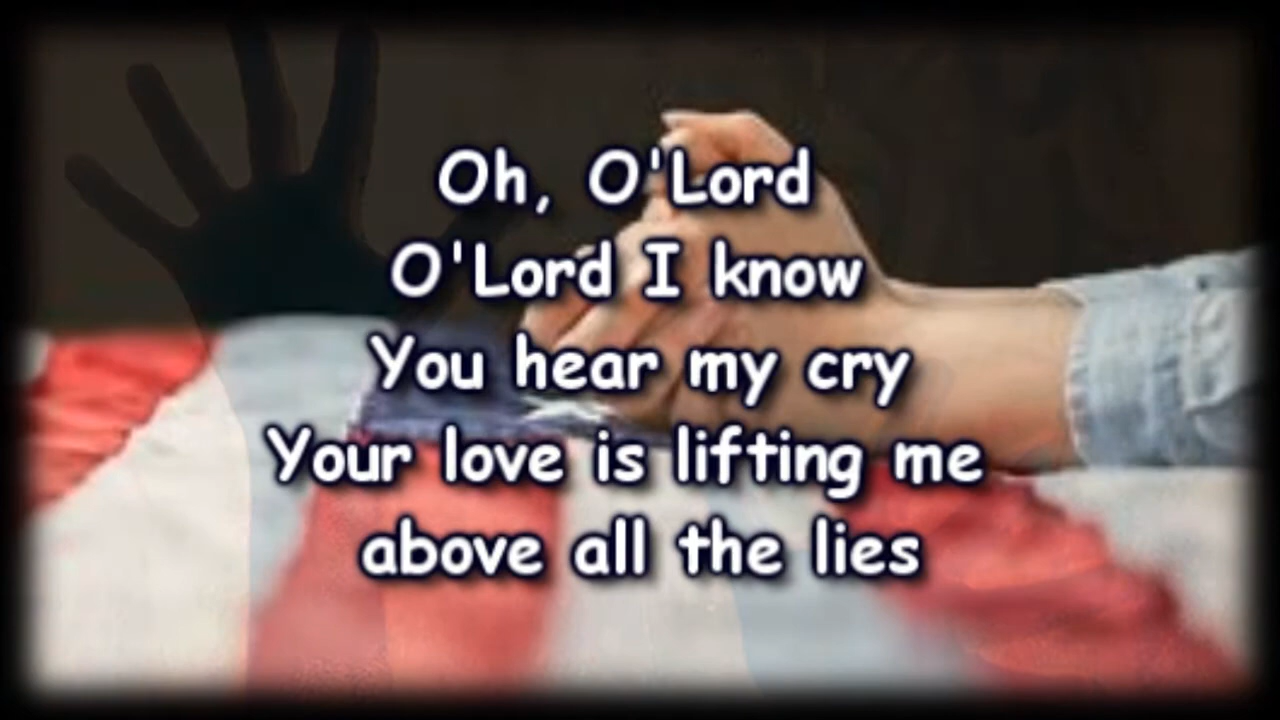 Oh, O'Lord
O'Lord I know
You hear my cry
Your love is lifting me
above all the lies